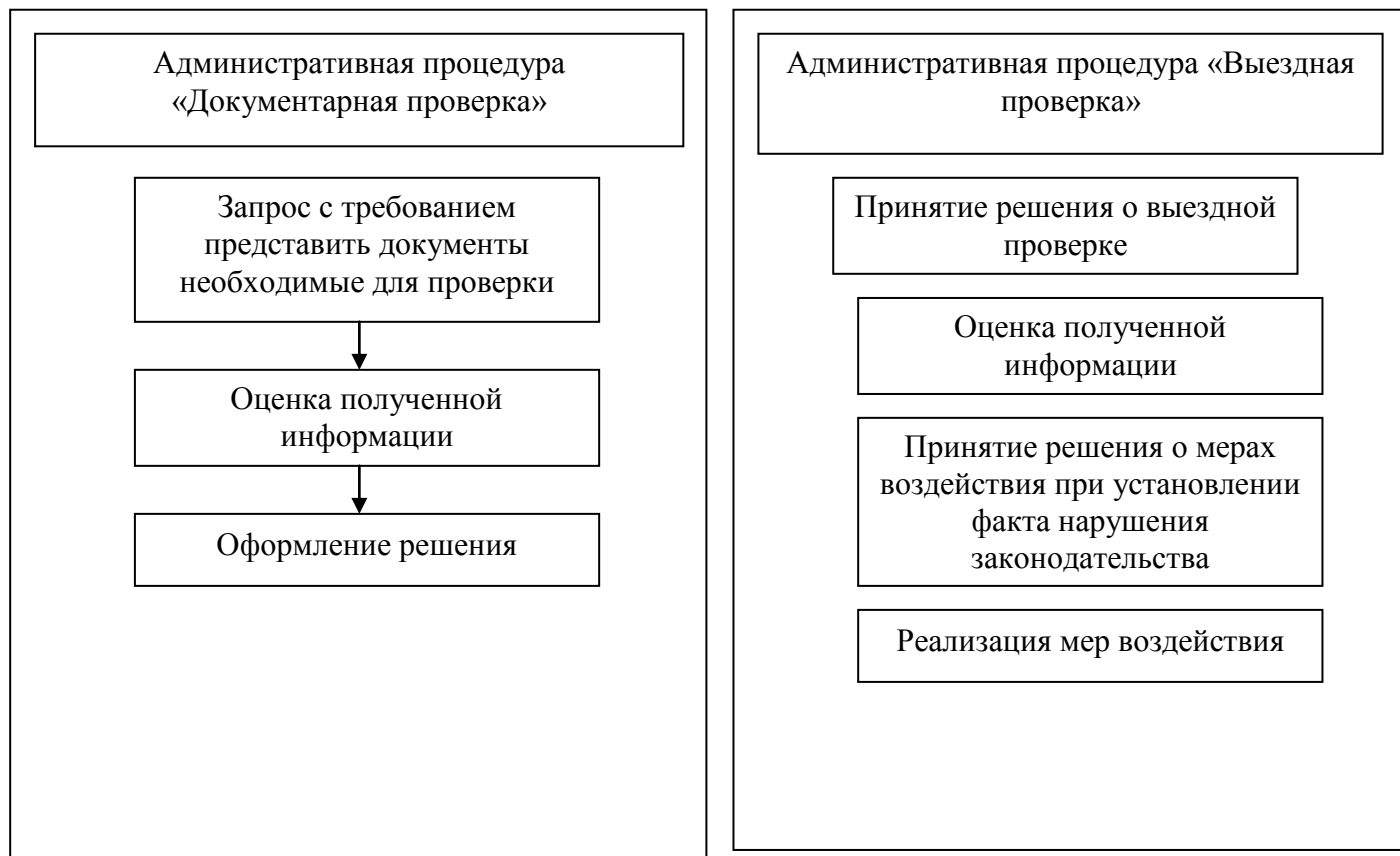 Административная процедура
«Документарная проверка»
Запрос с требованием
представить документы
необходимые для проверки
Оценка полученной
информации
Оформление решения
Административная процедура «Выездная
проверка»
Принятие решения о выездной
проверке
Оценка полученной
информации
Принятие решения о мерах
воздействия при установлении
факта нарушения
законодательства
Реализация мер воздействия